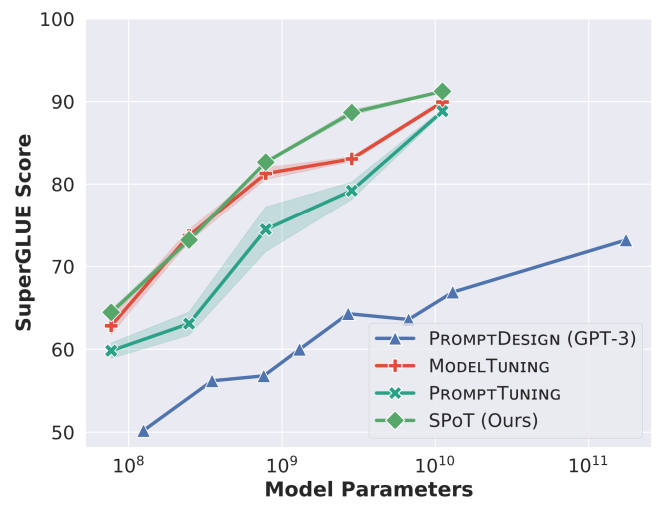 100
90
80
70
60
50
SuperGLUE Score
PROMPTDESIGN (GPT-3)
MODELTUNING
PROMPTTUNING
SPoT (Ours)
10⁸
10⁹
10¹⁰
10¹¹
Model Parameters